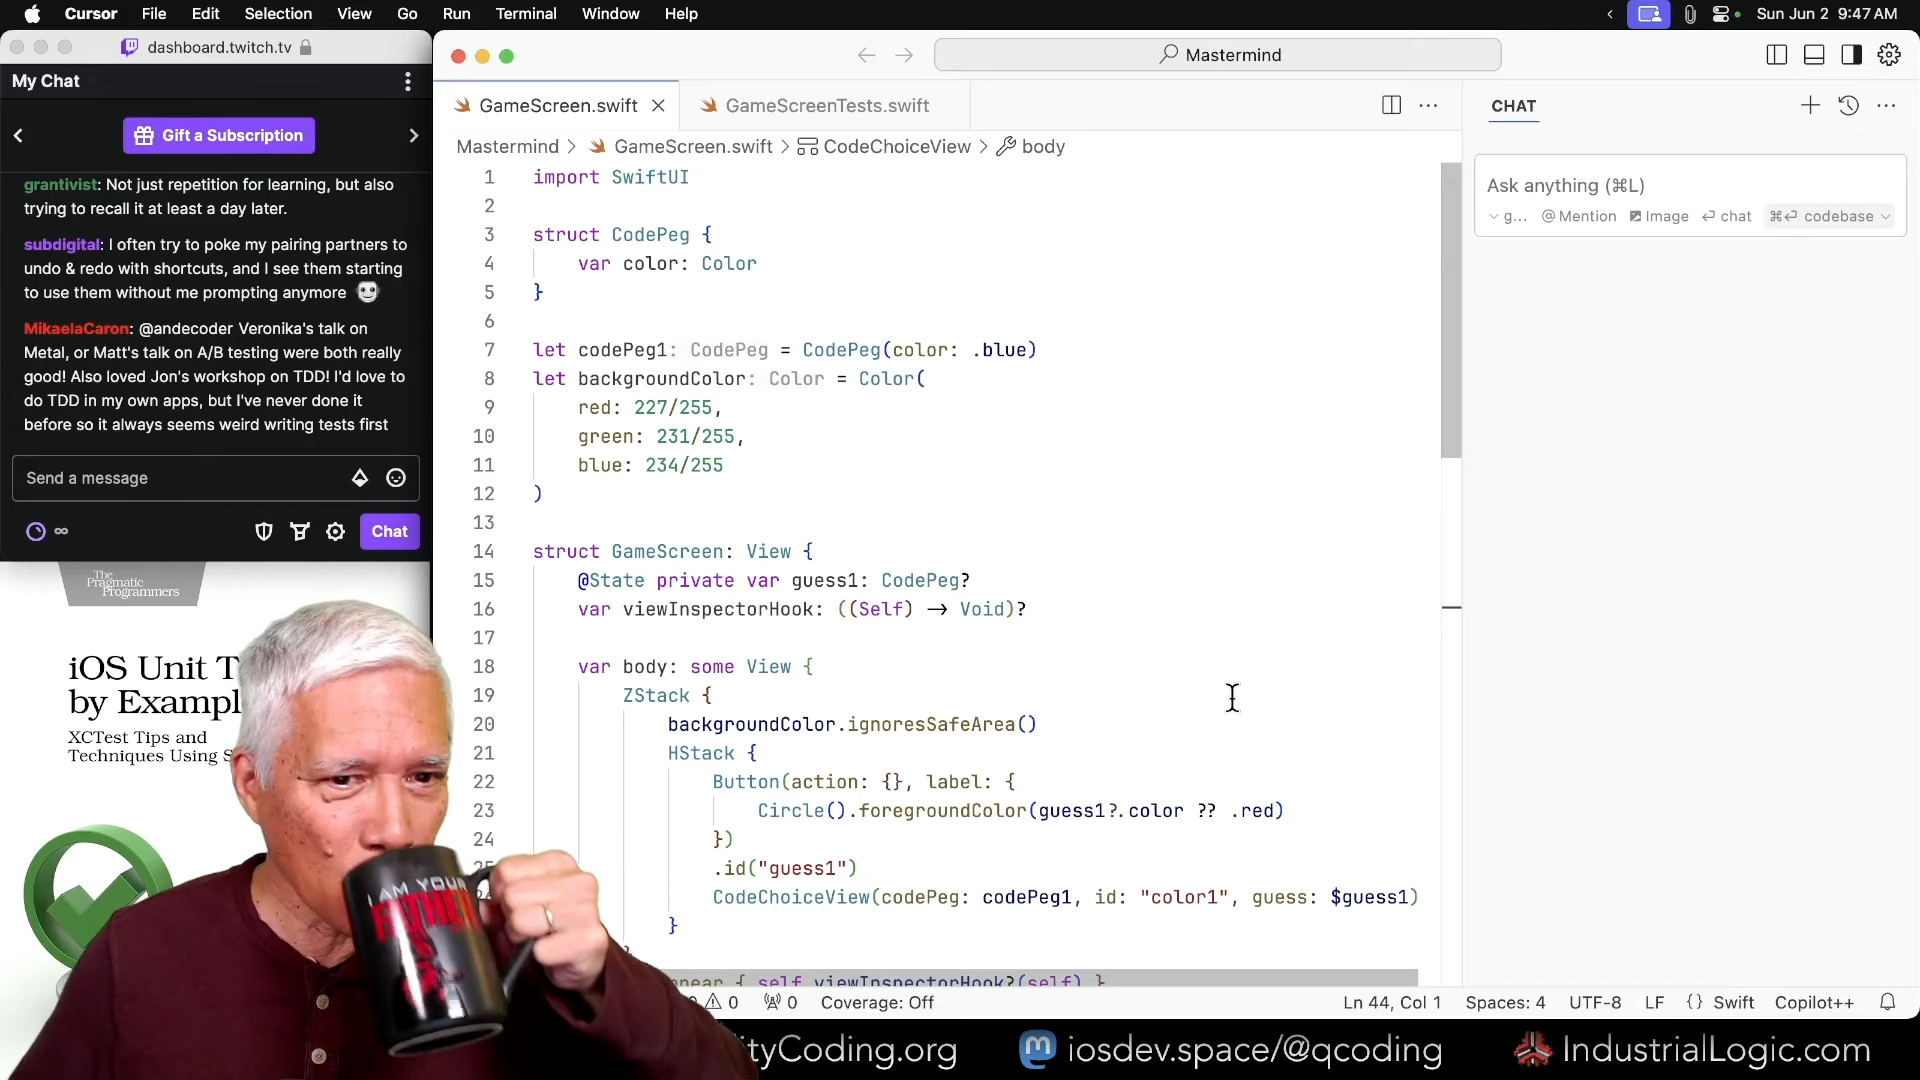 Cursor File Edit Selection View Go Run Terminal Window Help
Sun Jun 2 9:47 AM
dashboard.twitch.tv
My Chat
Gift a Subscription
grantivist: Not just repetition for learning, but also
trying to recall it at least a day later.
subdigital: I often try to poke my pairing partners to
undo & redo with shortcuts, and I see them starting
to use them without me prompting anymore
MikaelaCaron: @andecoder Veronika's talk on
Metal, or Matt's talk on A/B testing were both really
good! Also loved Jon's workshop on TDD! I'd love to
do TDD in my own apps, but I've never done it
before so it always seems weird writing tests first
Send a message
∞
Chat
The
Pragmatic
Programmers
iOS Unit T
by Exampl
XCTest Tips and
Techniques Using S
I AM YOUR
FATHER
Mastermind
GameScreen.swift
GameScreenTests.swift
Mastermind > GameScreen.swift > CodeChoiceView > body
1 import SwiftUI
2
3 struct CodePeg {
4 var color: Color
5 }
6
7 let codePeg1: CodePeg = CodePeg(color: .blue)
8 let backgroundColor: Color = Color(
9 red: 227/255,
10 green: 231/255,
11 blue: 234/255
12 )
13
14 struct GameScreen: View {
15 @State private var guess1: CodePeg?
16 var viewInspectorHook: ((Self) -> Void)?
17
18 var body: some View {
19 ZStack {
20 backgroundColor.ignoresSafeArea()
21 HStack {
22 Button(action: {}, label: {
23 Circle().foregroundColor(guess1?.color ?? .red)
24 })
25 .id("guess1")
CodeChoiceView(codePeg: codePeg1, id: "color1", guess: $guess1)
}
pear { self.viewInspectorHook?(self) }
0 0 Coverage: Off
Ln 44, Col 1 Spaces: 4 UTF-8 LF {} Swift Copilot++
CHAT
Ask anything (⌘L)
g... @ Mention Image ⏎ chat ⌘⏎ codebase
ityCoding.org
iosdev.space/@qcoding
IndustrialLogic.com